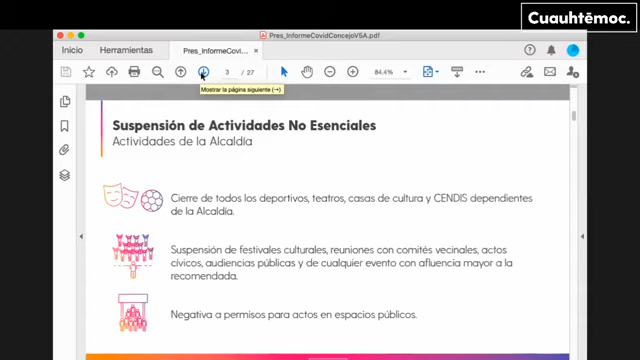 Cuauhtēmoc.
Pres_InformeCovidConcejoV5A.pdf
Inicio Herramientas Pres_InformeCovi... ×
3 / 27 84.4%
Mostrar la página siguiente (→)
Suspensión de Actividades No Esenciales
Actividades de la Alcaldía
Cierre de todos los deportivos, teatros, casas de cultura y CENDIS dependientes
de la Alcaldía.
Suspensión de festivales culturales, reuniones con comités vecinales, actos
cívicos, audiencias públicas y de cualquier evento con afluencia mayor a la
recomendada.
Negativa a permisos para actos en espacios públicos.